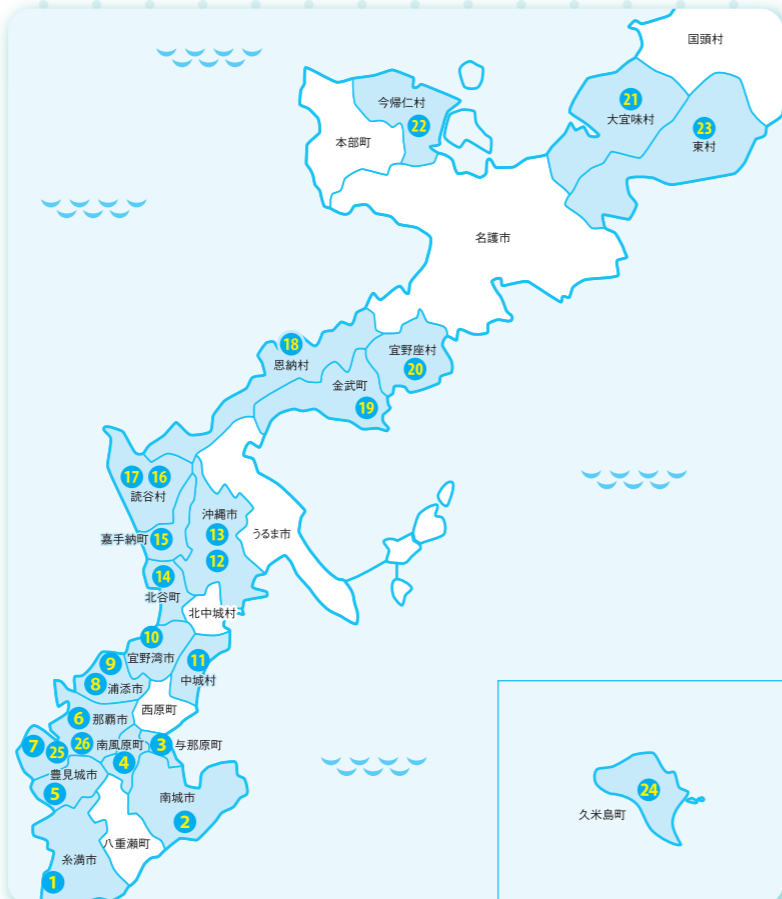 国頭村
21
大宜味村
23
東村
今帰仁村
22
本部町
名護市
18
恩納村
宜野座村
20
金武町
19
17
16
読谷村
沖縄市
13
12
うるま市
嘉手納町
15
14
北谷町
北中城村
10
宜野湾市
11
中城村
9
8
浦添市
西原町
6
那覇市
7
25
26
南風原町
4
3
与那原町
豊見城市
5
南城市
2
八重瀬町
糸満市
1
24
久米島町